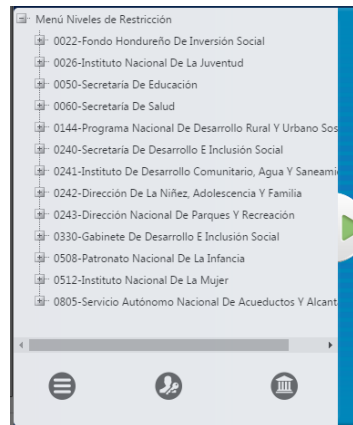 Menú Niveles de Restricción
0022-Fondo Hondureño De Inversión Social
0026-Instituto Nacional De La Juventud
0050-Secretaría De Educación
0060-Secretaría De Salud
0144-Programa Nacional De Desarrollo Rural Y Urbano Sos
0240-Secretaría De Desarrollo E Inclusión Social
0241-Instituto De Desarrollo Comunitario, Agua Y Saneami
0242-Dirección De La Niñez, Adolescencia Y Familia
0243-Dirección Nacional De Parques Y Recreación
0330-Gabinete De Desarrollo E Inclusión Social
0508-Patronato Nacional De La Infancia
0512-Instituto Nacional De La Mujer
0805-Servicio Autónomo Nacional De Acueductos Y Alcant